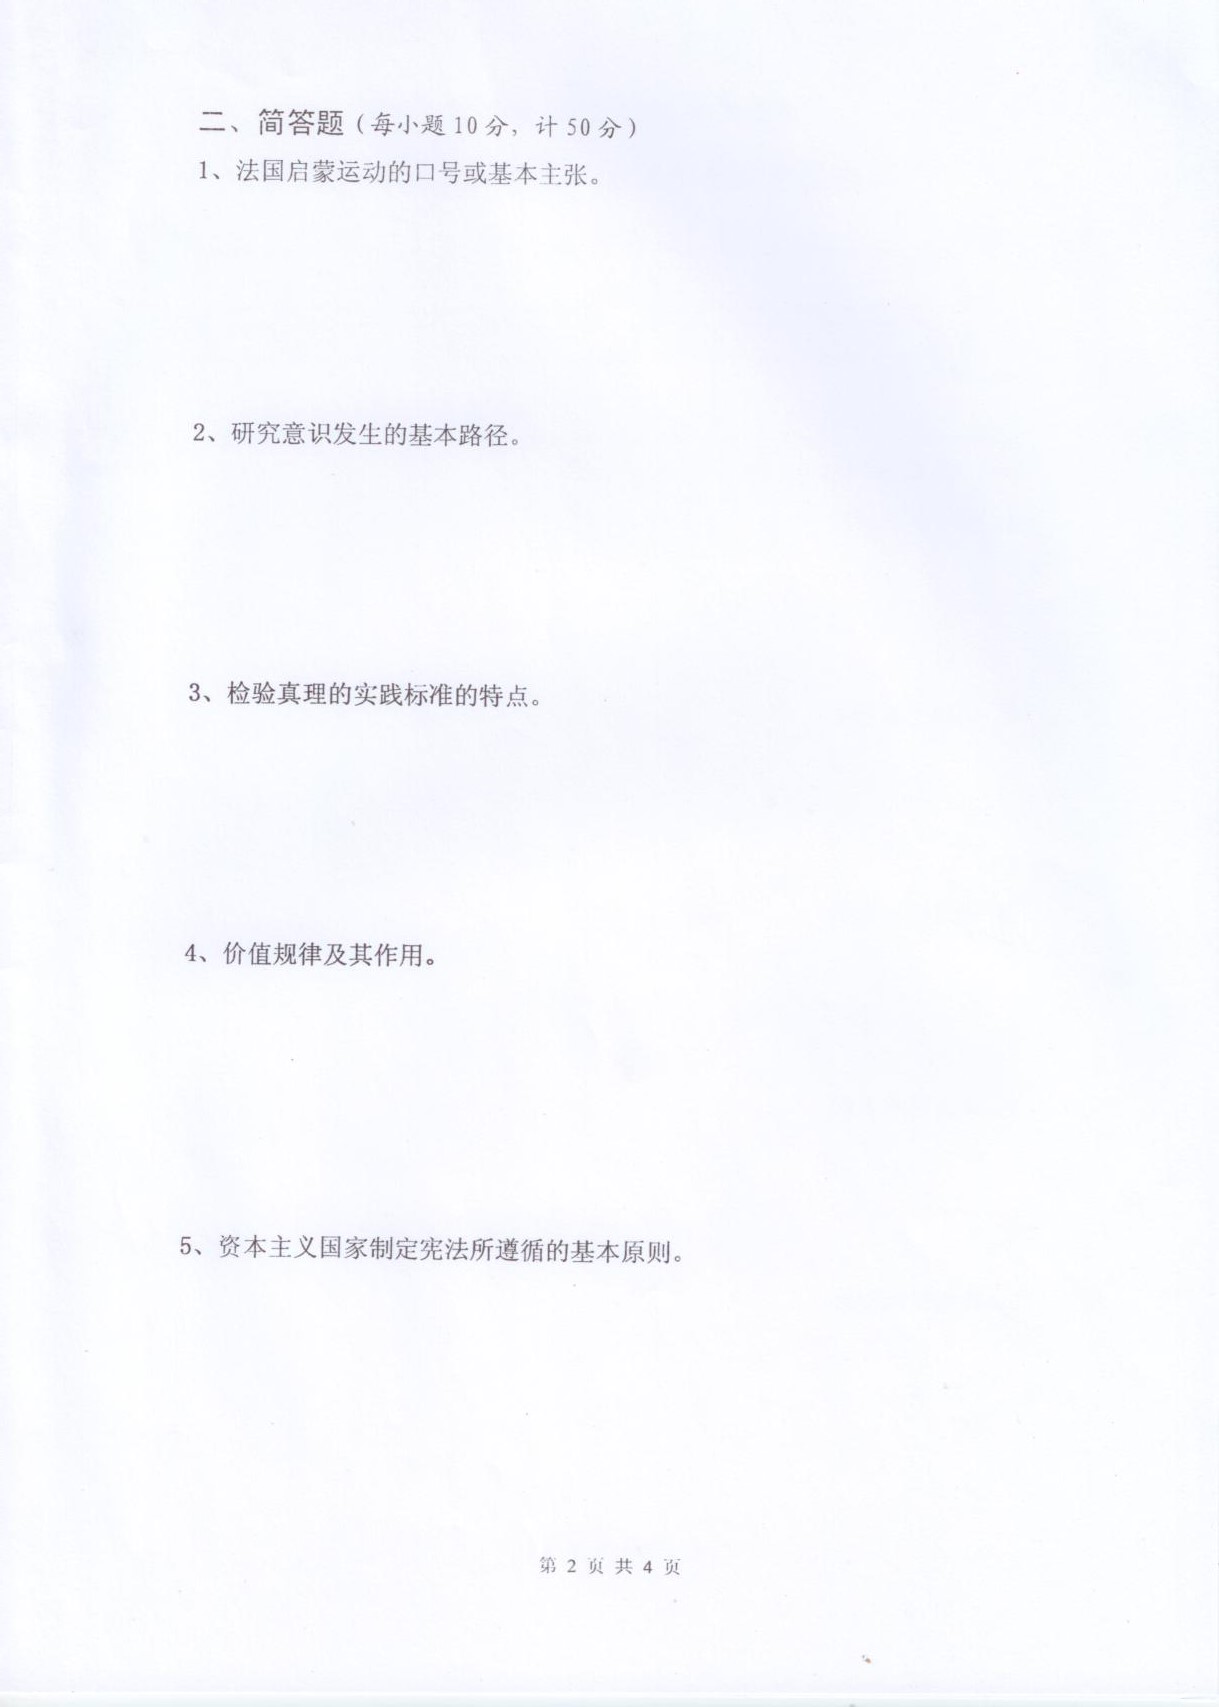 二、简答题（每小题10分，计50分）
1、法国启蒙运动的口号或基本主张。
2、研究意识发生的基本路径。
3、检验真理的实践标准的特点。
4、价值规律及其作用。
5、资本主义国家制定宪法所遵循的基本原则。
第 2 页 共 4 页